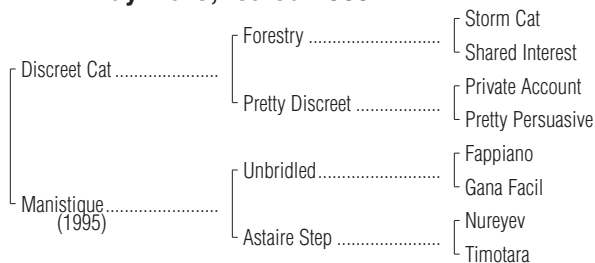 Storm Cat
Forestry
Shared Interest
Discreet Cat
Private Account
Pretty Discreet
Pretty Persuasive
Fappiano
Unbridled
Gana Facil
Manistique
(1995)
Nureyev
Astaire Step
Timotara